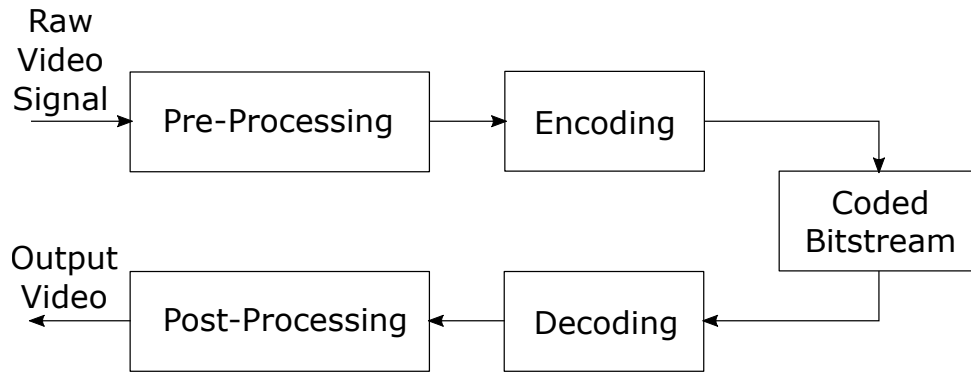 Raw
Video
Signal
Pre-Processing
Encoding
Coded
Bitstream
Output
Video
Post-Processing
Decoding